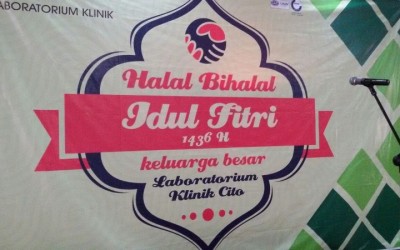 LABORATORIUM KLINIK
Halal Bihalal
Idul Fitri
1436 H
keluarga besar
Laboratorium
Klinik Cito